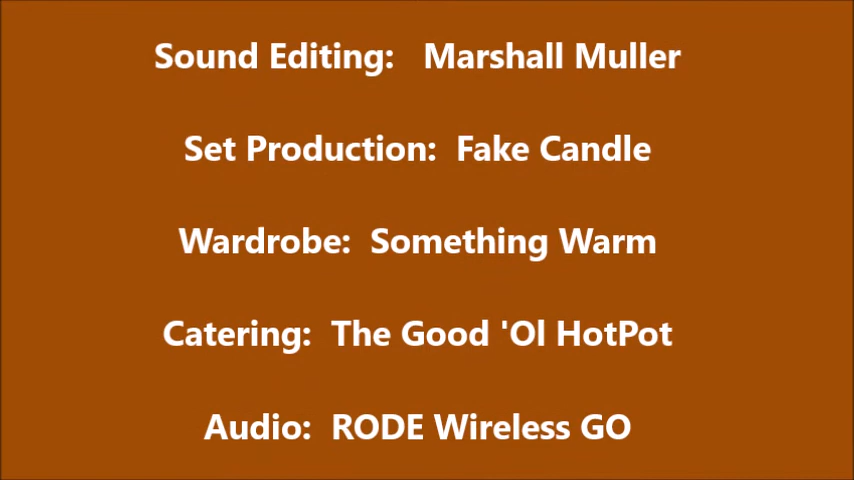 Sound Editing:   Marshall Muller
Set Production:  Fake Candle
Wardrobe:  Something Warm
Catering:  The Good 'Ol HotPot
Audio:  RODE Wireless GO